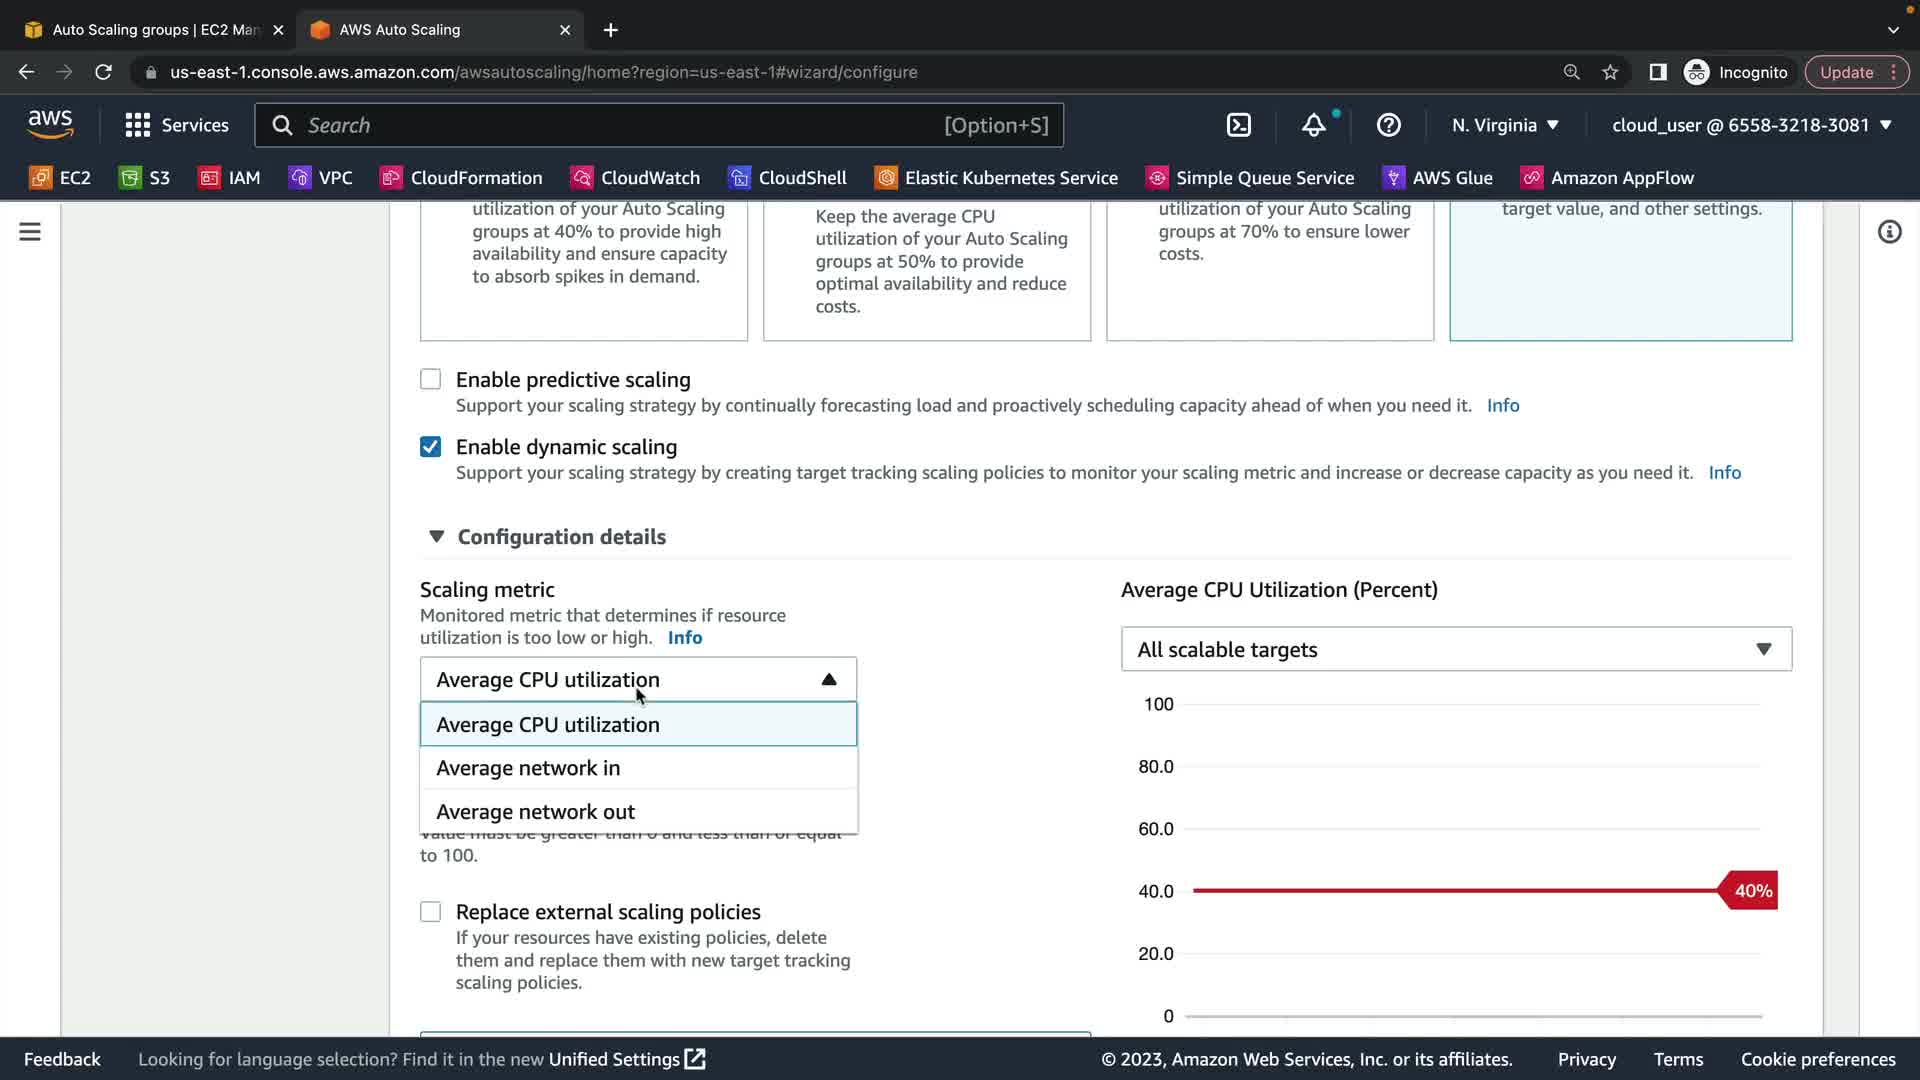 Auto Scaling groups | EC2 Man
AWS Auto Scaling
us-east-1.console.aws.amazon.com/awsautoscaling/home?region=us-east-1#wizard/configure
Incognito
Update
aws
Services
Search
[Option+S]
N. Virginia
cloud_user @ 6558-3218-3081
EC2
S3
IAM
VPC
CloudFormation
CloudWatch
CloudShell
Elastic Kubernetes Service
Simple Queue Service
AWS Glue
Amazon AppFlow
utilization of your Auto Scaling
groups at 40% to provide high
availability and ensure capacity
to absorb spikes in demand.
Keep the average CPU
utilization of your Auto Scaling
groups at 50% to provide
optimal availability and reduce
costs.
utilization of your Auto Scaling
groups at 70% to ensure lower
costs.
target value, and other settings.
Enable predictive scaling
Support your scaling strategy by continually forecasting load and proactively scheduling capacity ahead of when you need it. Info
Enable dynamic scaling
Support your scaling strategy by creating target tracking scaling policies to monitor your scaling metric and increase or decrease capacity as you need it. Info
Configuration details
Scaling metric
Monitored metric that determines if resource
utilization is too low or high. Info
Average CPU utilization
Average CPU utilization
Average network in
Average network out
Value must be greater than 0 and less than or equal
to 100.
Replace external scaling policies
If your resources have existing policies, delete
them and replace them with new target tracking
scaling policies.
Average CPU Utilization (Percent)
All scalable targets
100
80.0
60.0
40.0
40%
20.0
0
Feedback
Looking for language selection? Find it in the new Unified Settings
© 2023, Amazon Web Services, Inc. or its affiliates.
Privacy
Terms
Cookie preferences